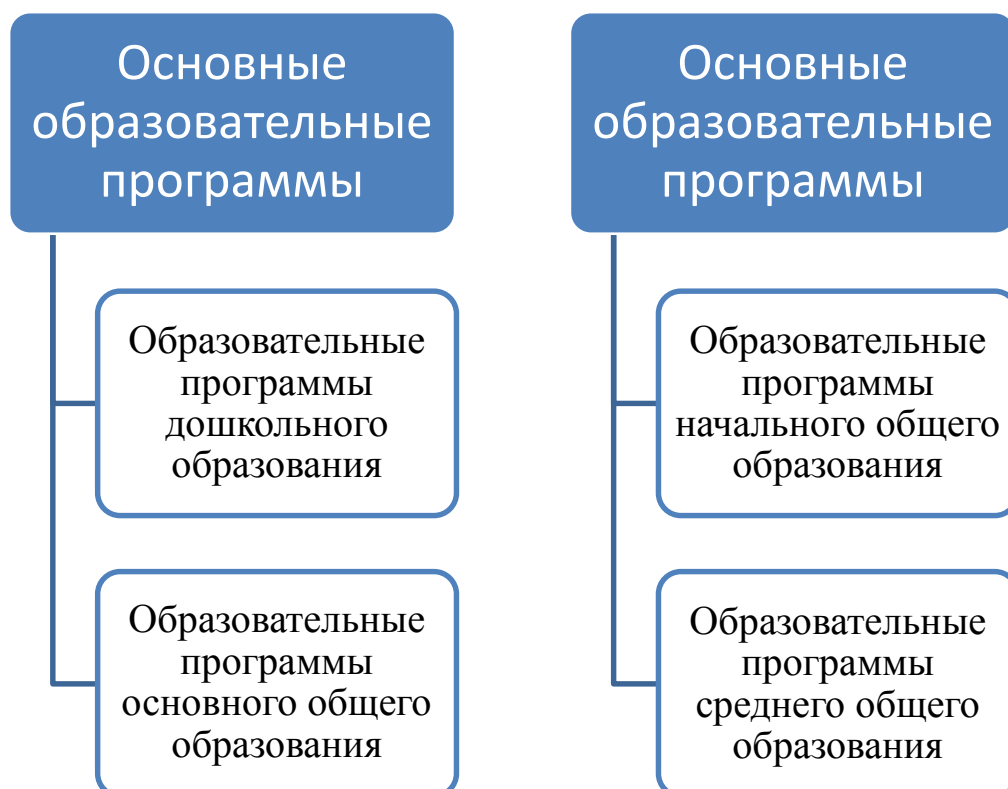 Основные
образовательные
программы
Образовательные
программы
дошкольного
образования
Образовательные
программы
основного общего
образования
Основные
образовательные
программы
Образовательные
программы
начального общего
образования
Образовательные
программы
среднего общего
образования